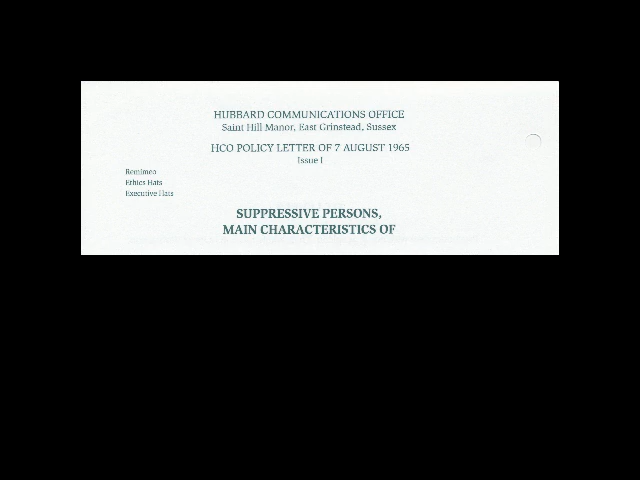 HUBBARD COMMUNICATIONS OFFICE
Saint Hill Manor, East Grinstead, Sussex
HCO POLICY LETTER OF 7 AUGUST 1965
Issue I
Remimeo
Ethics Hats
Executive Hats
SUPPRESSIVE PERSONS,
MAIN CHARACTERISTICS OF